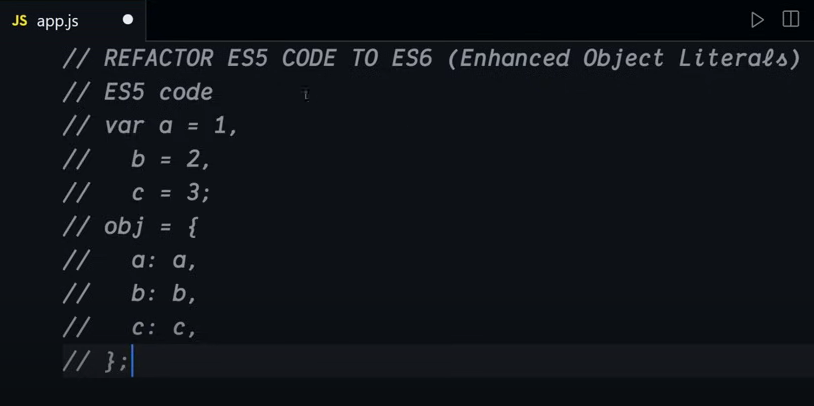 JS app.js
// REFACTOR ES5 CODE TO ES6 (Enhanced Object Literals)
// ES5 code
// var a = 1,
//   b = 2,
//   c = 3;
// obj = {
//   a: a,
//   b: b,
//   c: c,
// };